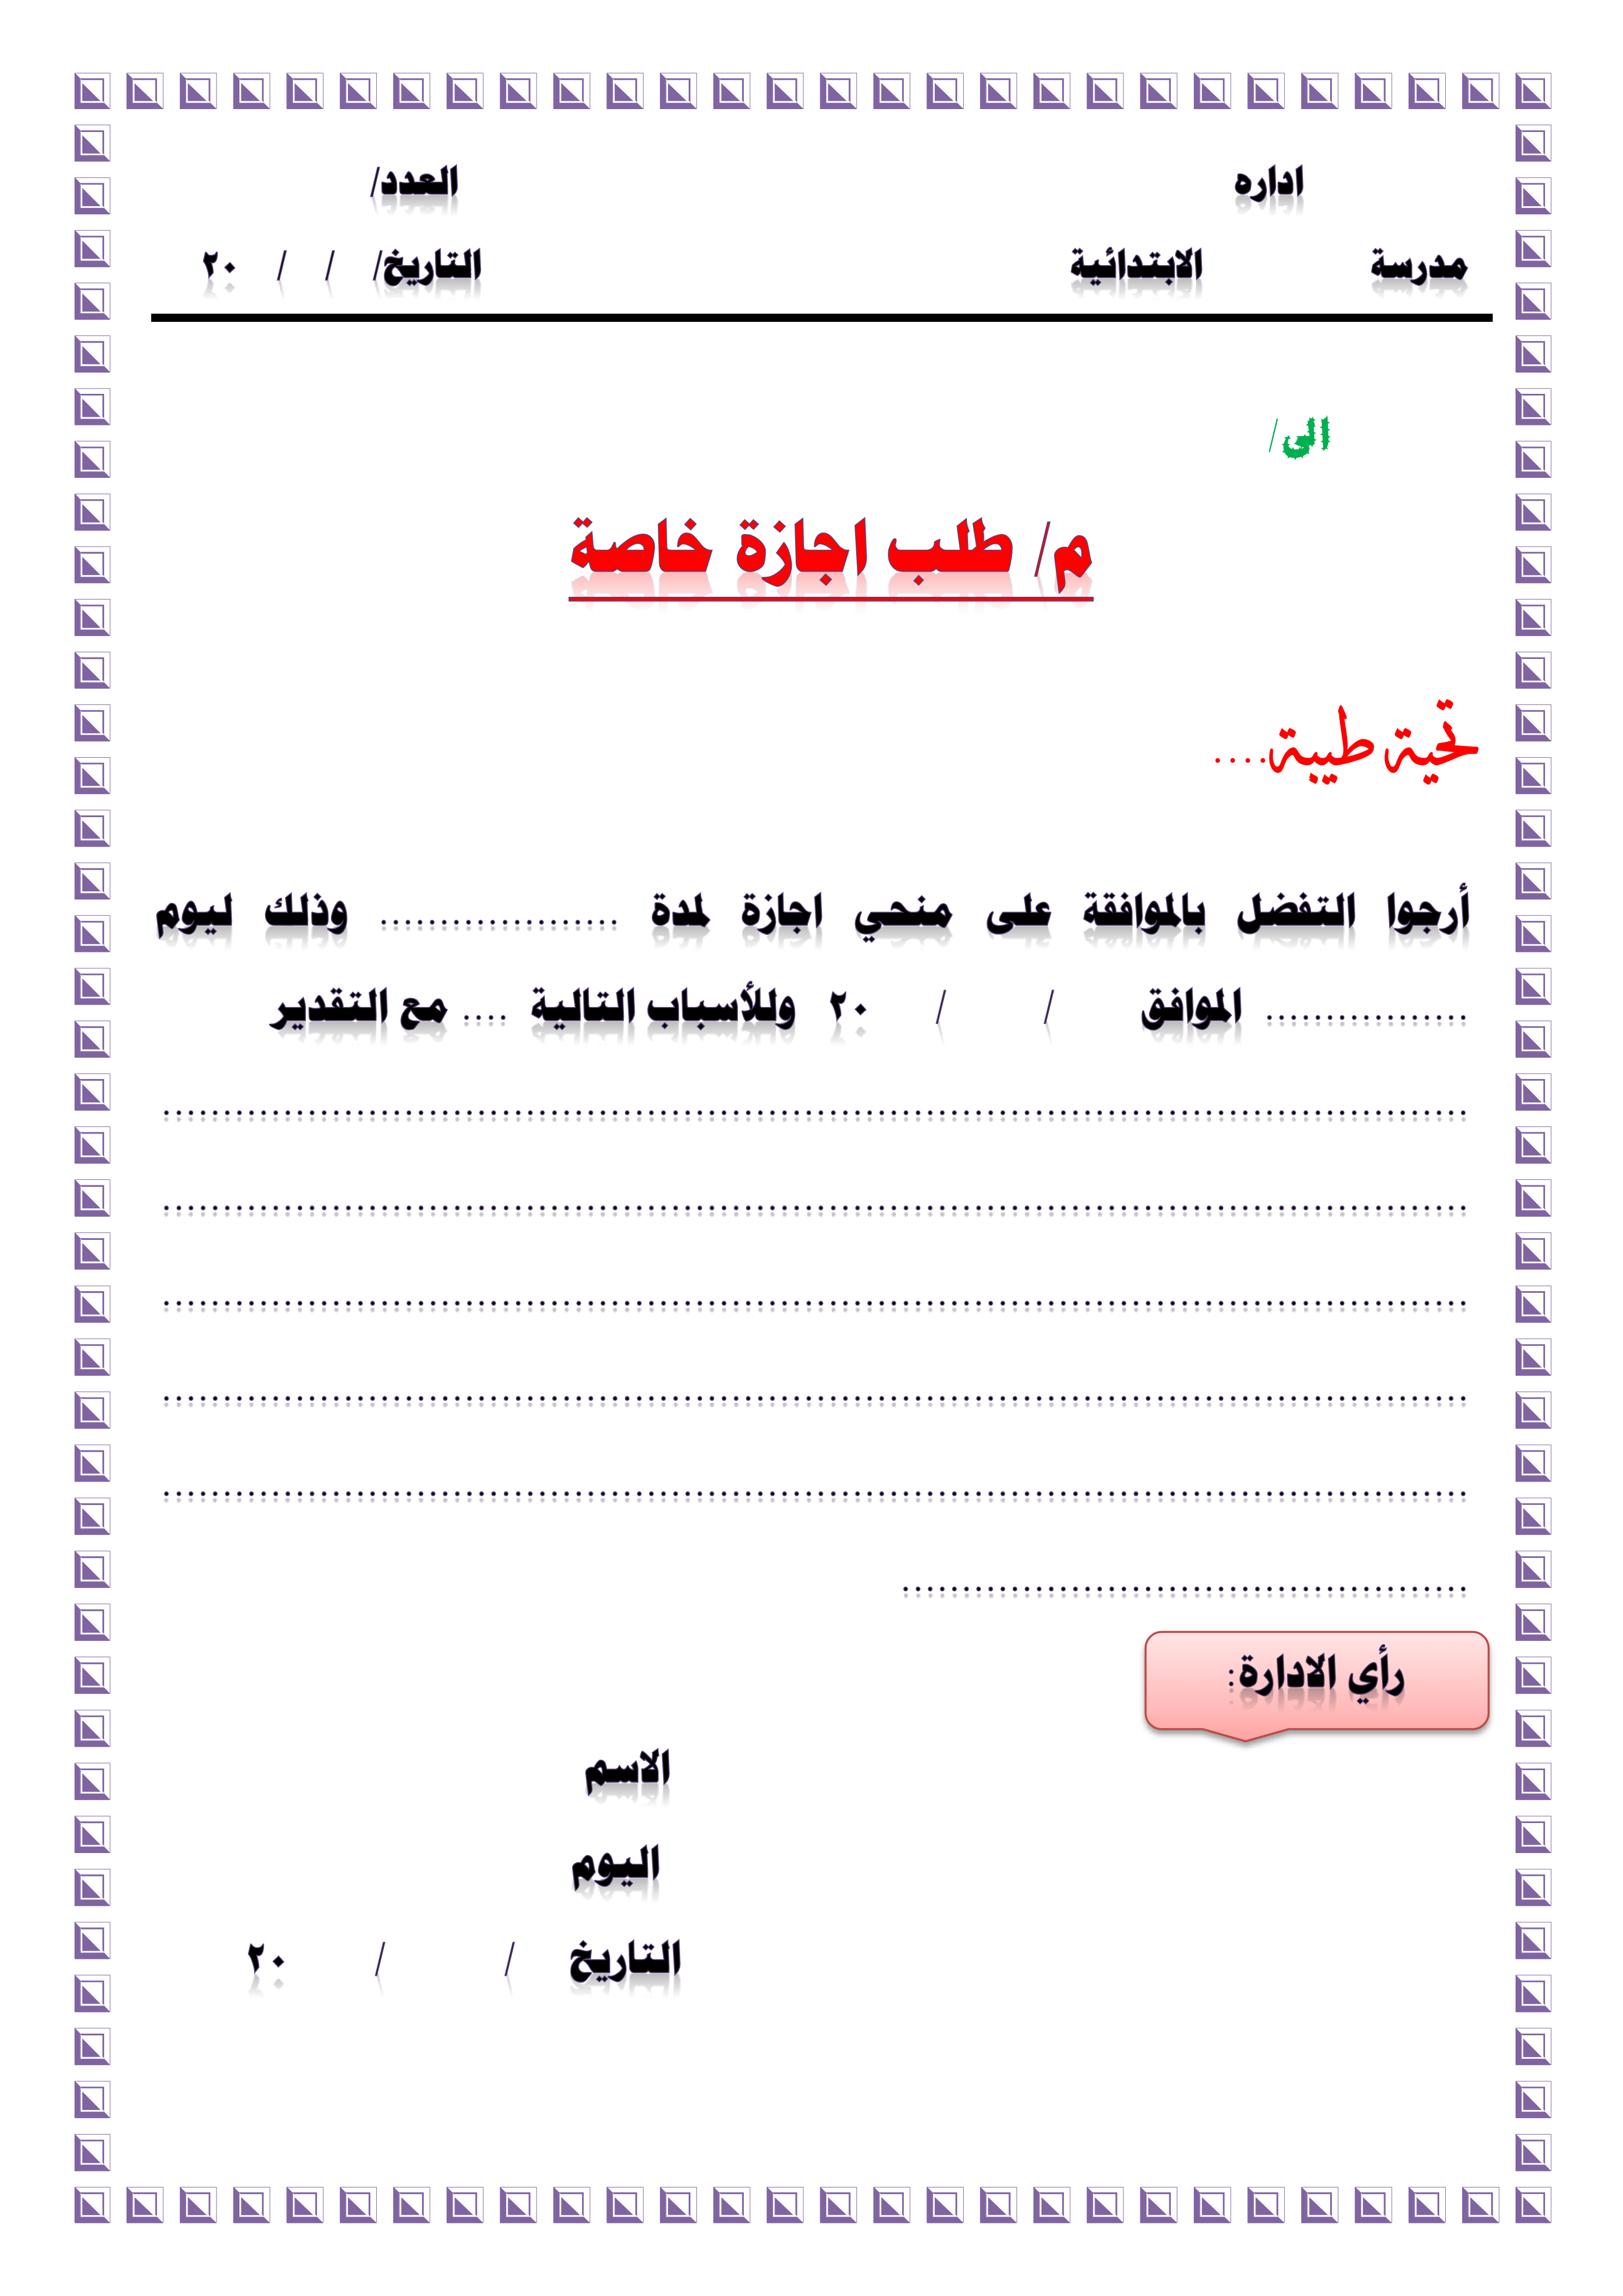 اداره العدد/
مدرسة الابتدائية التاريخ/ / / ٢٠
الى/
م/ طلب اجازة خاصة
تحية طيبة....
أرجوا التفضل بالموافقة على منحي اجازة لمدة .................... وذلك ليوم
................. الموافق / / ٢٠ وللأسباب التالية .... مع التقدير
............................................................................................................
............................................................................................................
............................................................................................................
............................................................................................................
............................................................................................................
...............................................
رأي الادارة:
الاسم
اليوم
التاريخ / / ٢٠